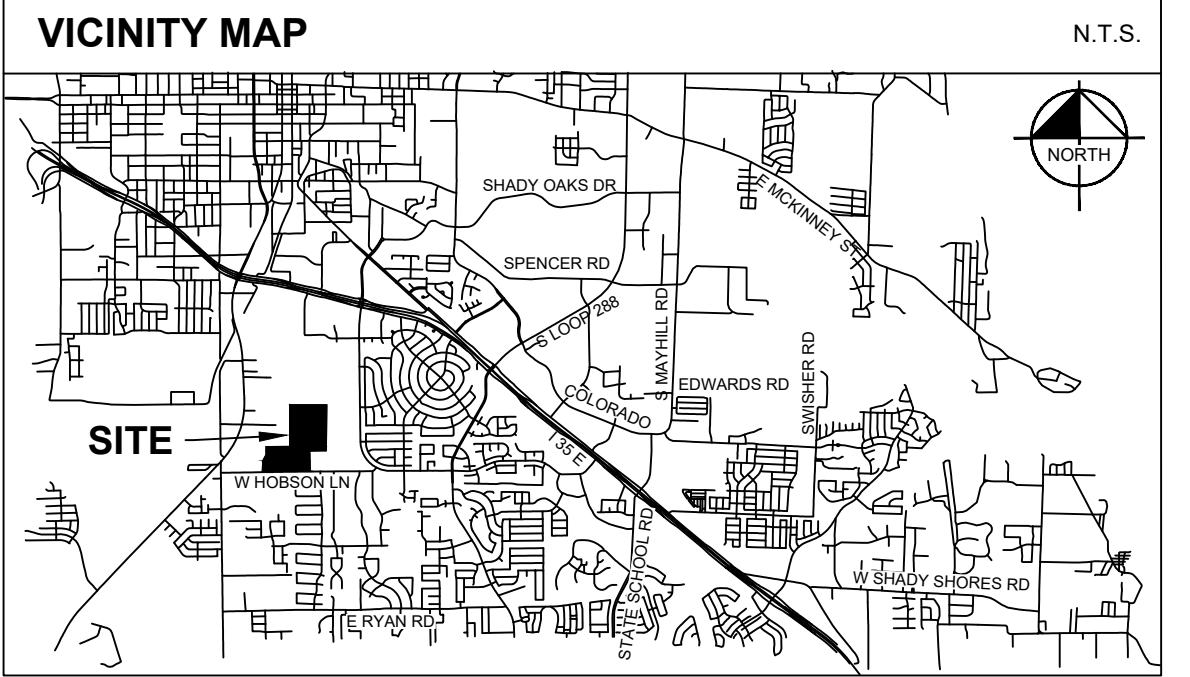 VICINITY MAP
N.T.S.
NORTH
SHADY OAKS DR
E MCKINNEY ST
SPENCER RD
S LOOP 288
S MAYHILL RD
SWISHER RD
EDWARDS RD
COLORADO
SITE
I 35 E
W HOBSON LN
STATE SCHOOL RD
W SHADY SHORES RD
E RYAN RD